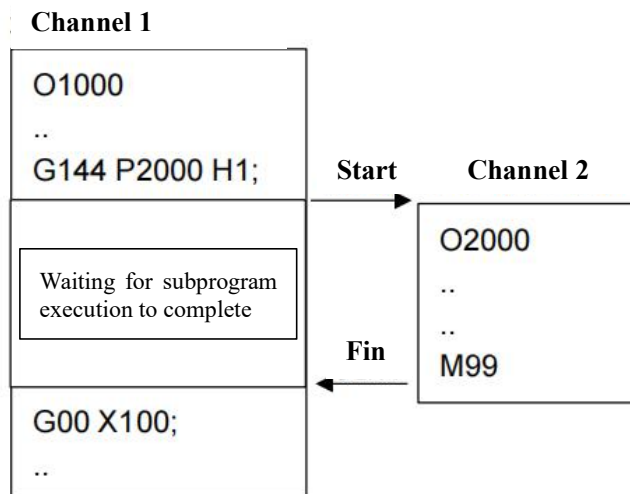 Channel 1
O1000
..
G144 P2000 H1;
Start
Channel 2
Waiting for subprogram
execution to complete
O2000
..
..
Fin
M99
G00 X100;
..